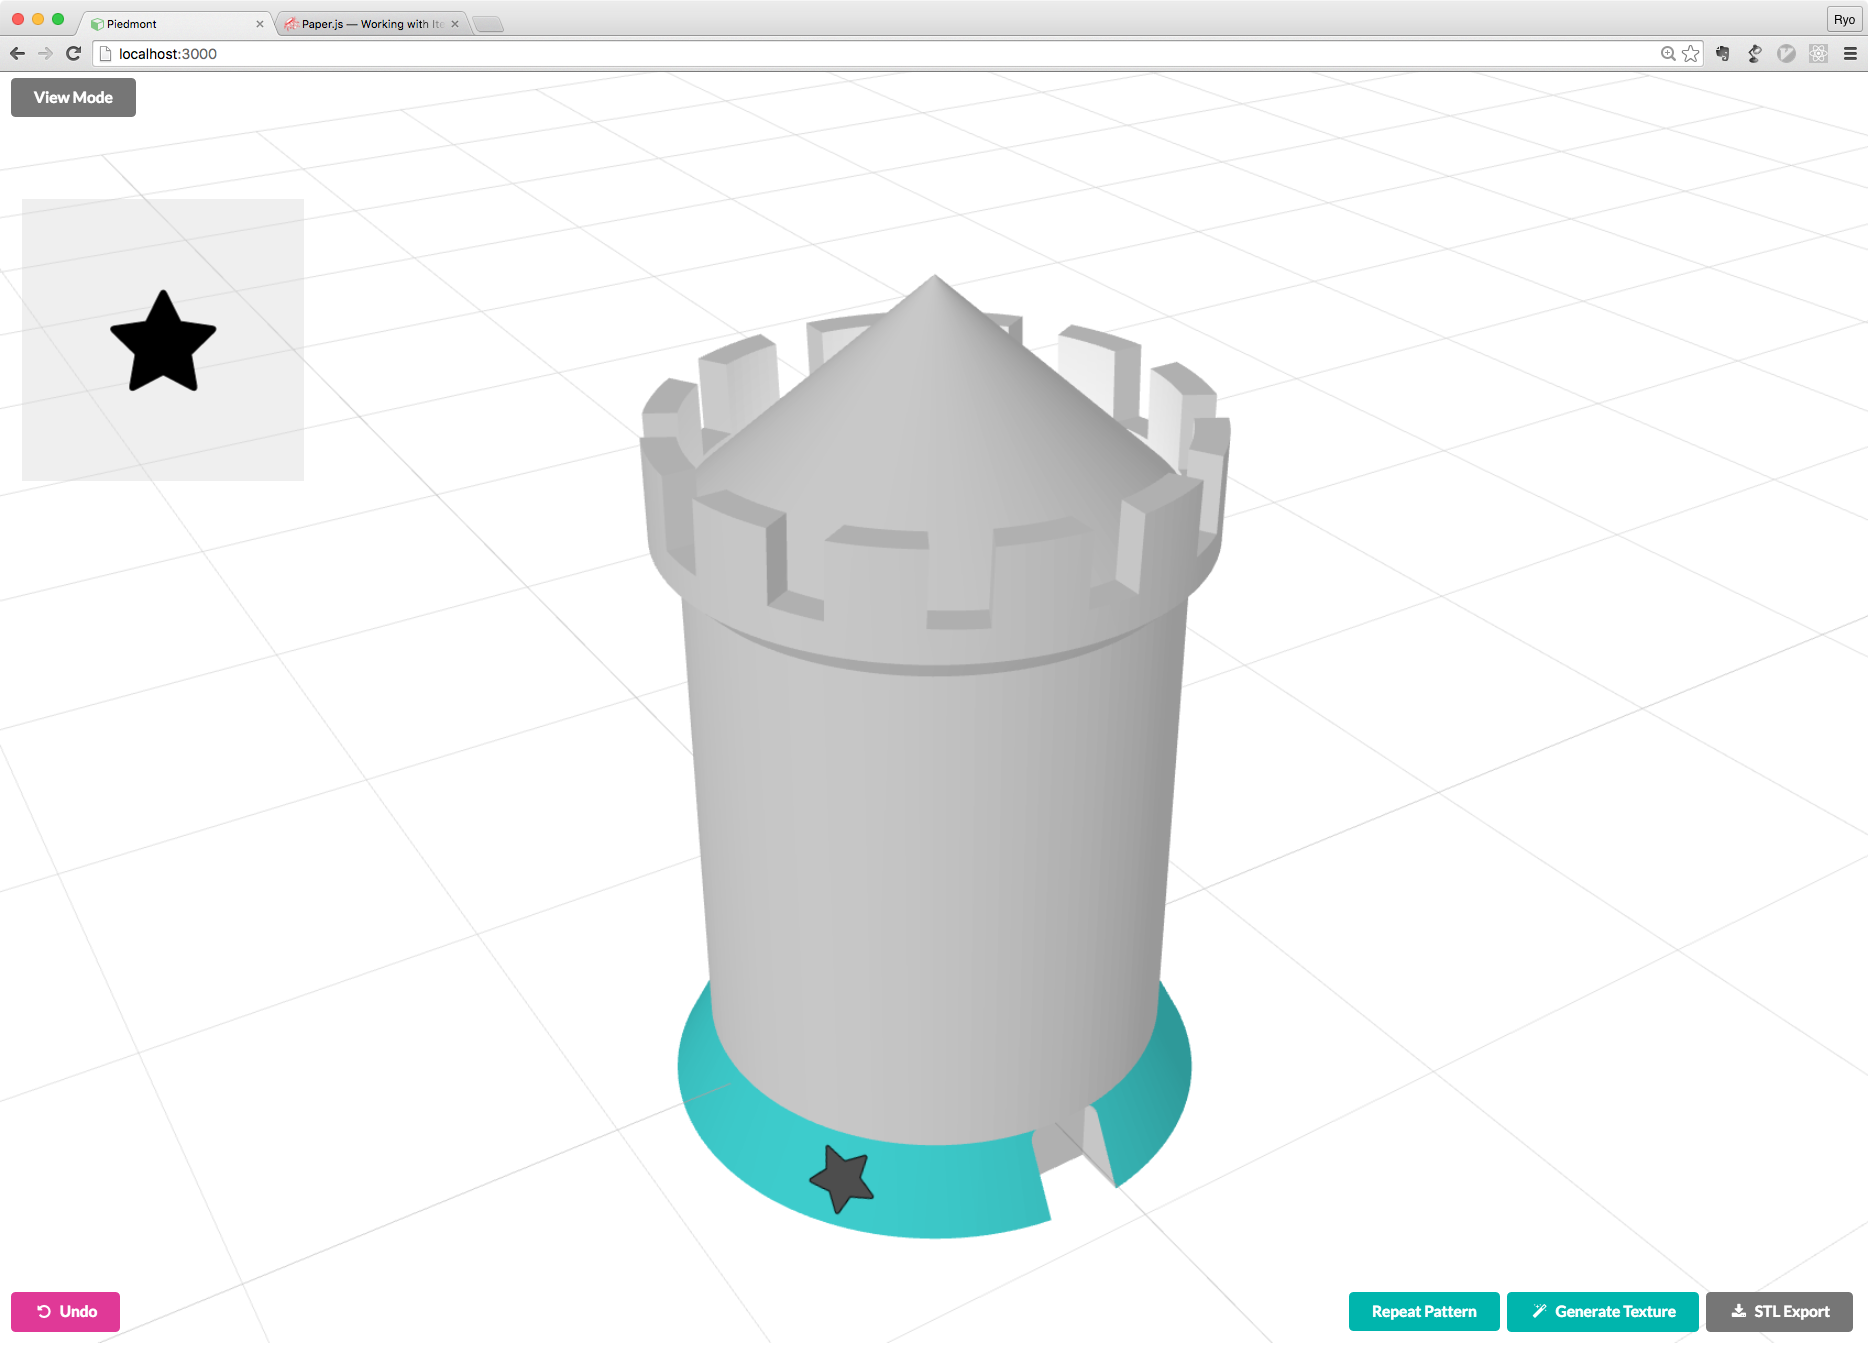 Piedmont
Paper.js — Working with Ite
Ryo
localhost:3000
View Mode
Undo
Repeat Pattern
Generate Texture
STL Export